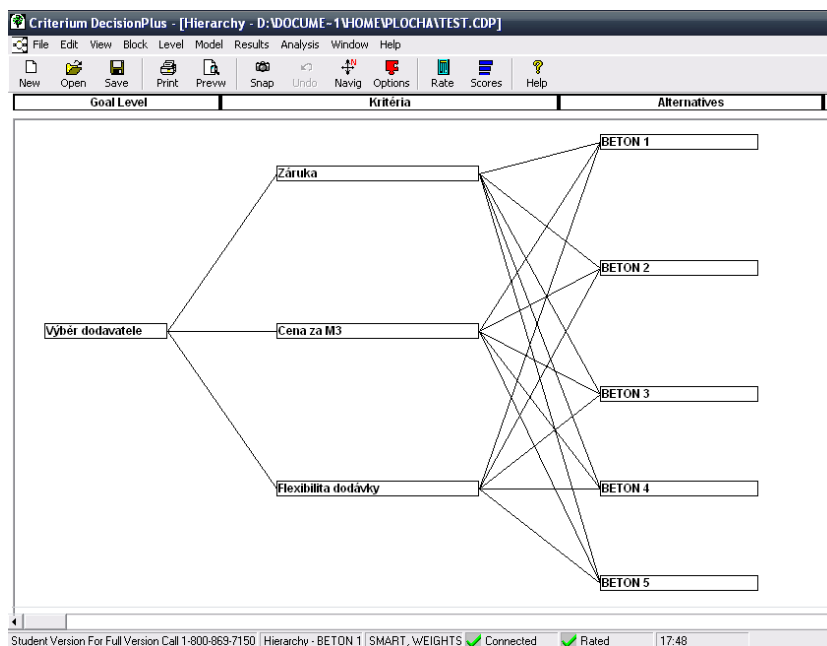 Criterium DecisionPlus - [Hierarchy - D:\DOCUME~1\HOME\PLOCHA\TEST.CDP]
File Edit View Block Level Model Results Analysis Window Help
New Open Save Print Prevw Snap Undo Navig Options Rate Scores Help
Goal Level Kritéria Alternatives
BETON 1
Záruka
BETON 2
Výběr dodavatele
Cena za M3
BETON 3
Flexibilita dodávky
BETON 4
BETON 5
Student Version For Full Version Call 1-800-869-7150 Hierarchy - BETON 1 SMART, WEIGHTS Connected Rated 17:48